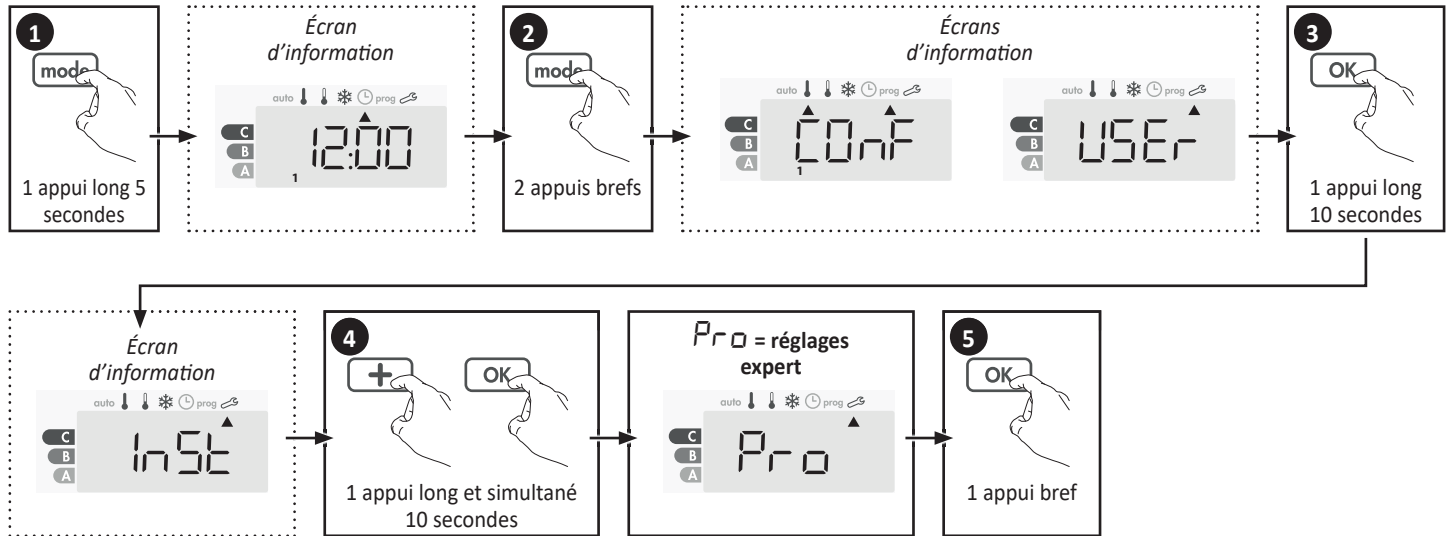 1
mode
1 appui long 5
secondes
Écran
d'information
auto prog
C
B
A
12:00
1
2
mode
2 appuis brefs
Écrans
d'information
auto prog
C
B
A
COnF
1
auto prog
C
B
A
USEr
3
OK
1 appui long
10 secondes
Écran
d'information
auto prog
C
B
A
InSt
4
+
OK
1 appui long et simultané
10 secondes
Pro = réglages
expert
auto prog
C
B
A
Pro
5
OK
1 appui bref